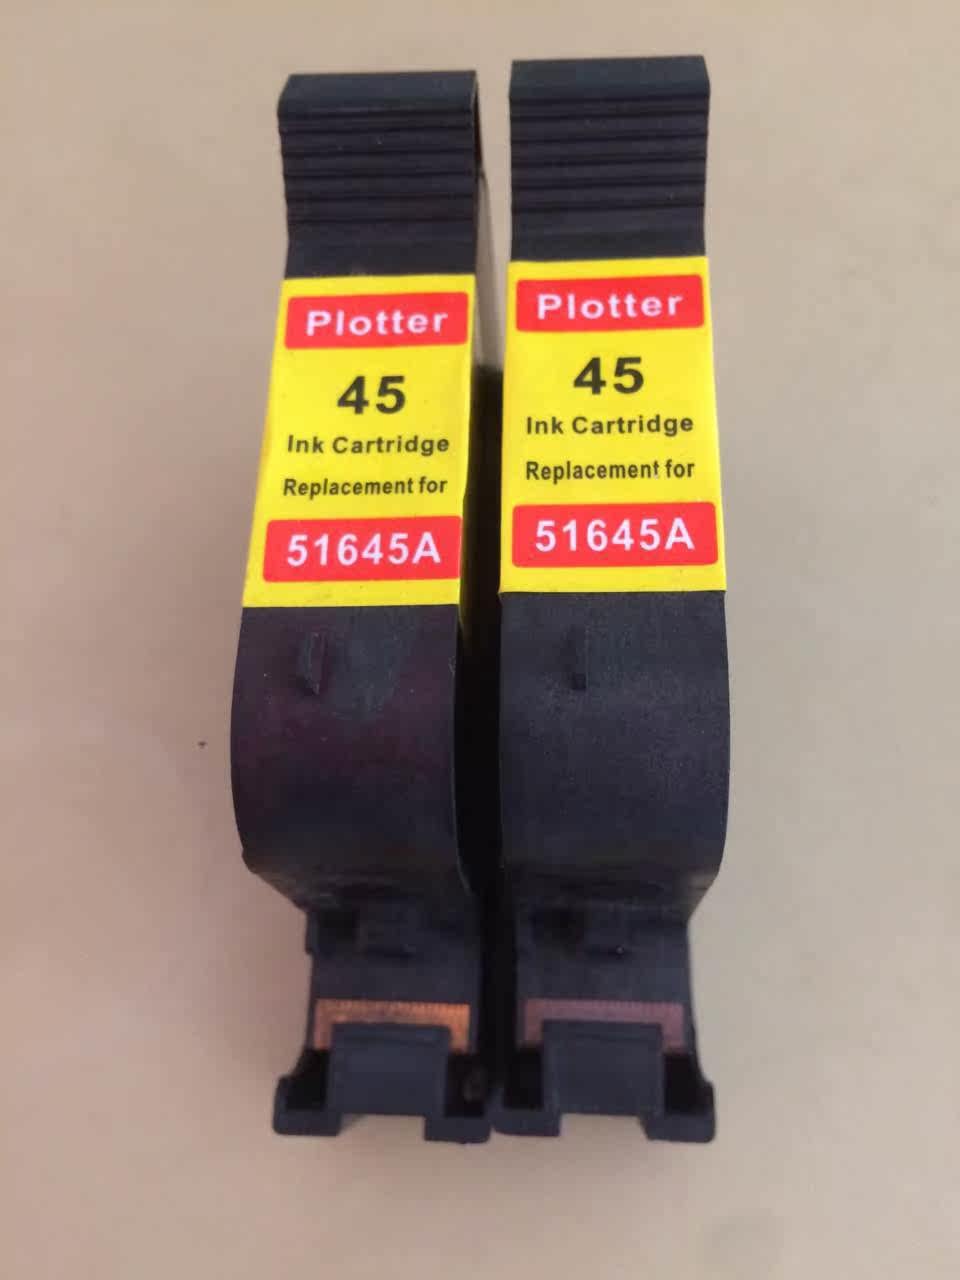 Plotter
45
Ink Cartridge
Replacement for
51645A
Plotter
45
Ink Cartridge
Replacement for
51645A